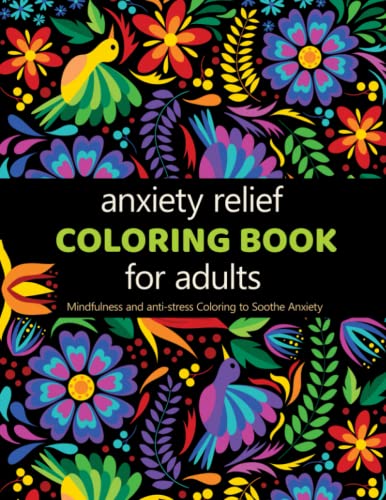 anxiety relief
COLORING BOOK
for adults
Mindfulness and anti-stress Coloring to Soothe Anxiety